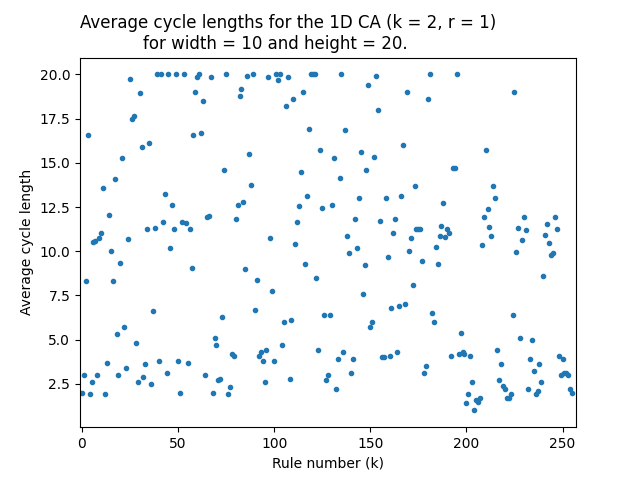 Average cycle lengths for the 1D CA (k = 2, r = 1)
for width = 10 and height = 20.
Average cycle length
20.0
17.5
15.0
12.5
10.0
7.5
5.0
2.5
0 50 100 150 200 250
Rule number (k)